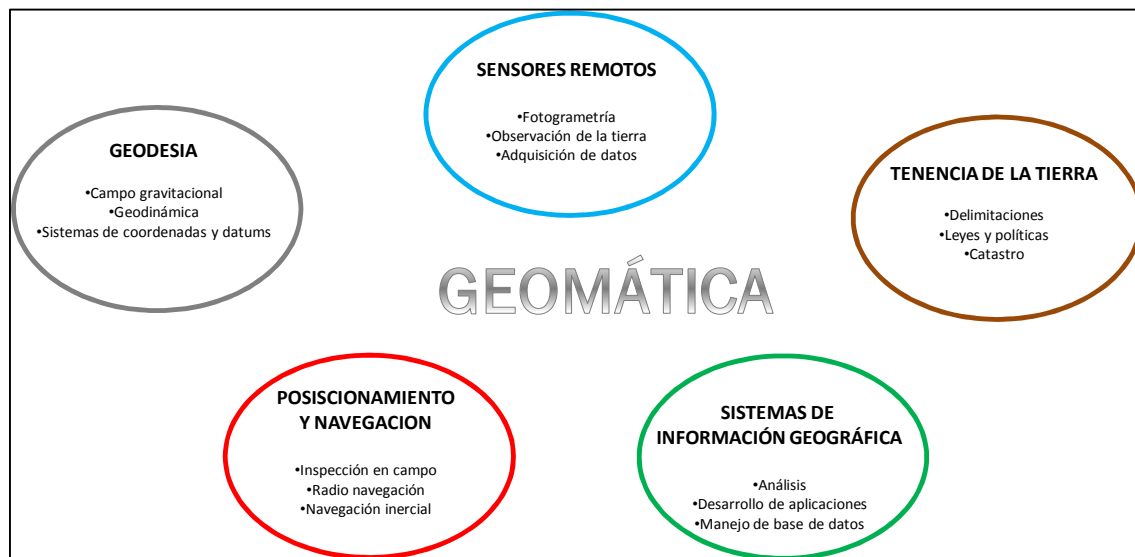 SENSORES REMOTOS
•Fotogrametría
•Observación de la tierra
•Adquisición de datos
GEODESIA
•Campo gravitacional
•Geodinámica
•Sistemas de coordenadas y datums
TENENCIA DE LA TIERRA
•Delimitaciones
•Leyes y políticas
•Catastro
GEOMÁTICA
POSISCIONAMIENTO
Y NAVEGACION
•Inspección en campo
•Radio navegación
•Navegación inercial
SISTEMAS DE
INFORMACIÓN GEOGRÁFICA
•Análisis
•Desarrollo de aplicaciones
•Manejo de base de datos